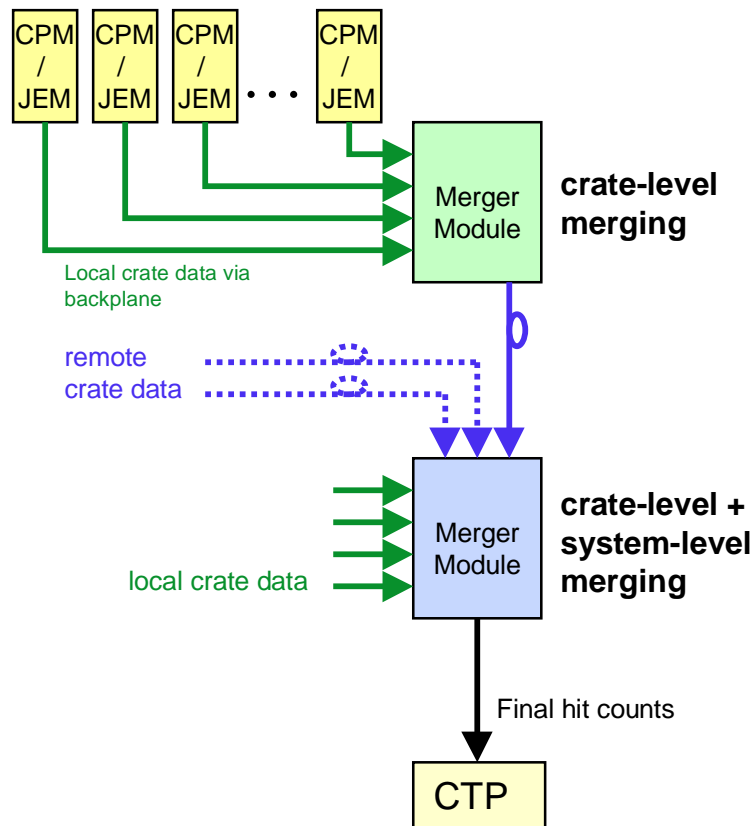 CPM
/
JEM
CPM
/
JEM
CPM
/
JEM
. . .
CPM
/
JEM
Merger
Module
crate-level
merging
Local crate data via
backplane
remote
crate data
Merger
Module
crate-level +
system-level
merging
local crate data
Final hit counts
CTP